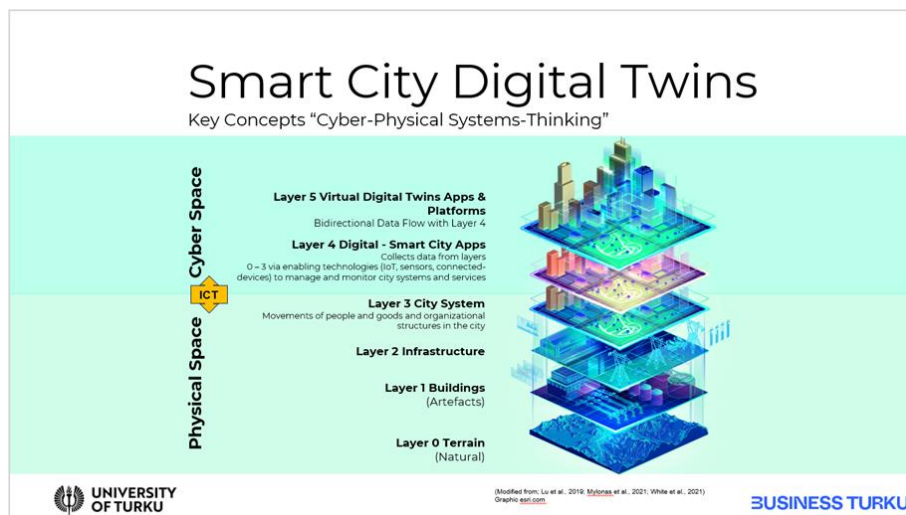 Smart City Digital Twins
Key Concepts “Cyber-Physical Systems-Thinking”
Cyber Space
ICT
Physical Space
Layer 5 Virtual Digital Twins Apps &
Platforms
Bidirectional Data Flow with Layer 4
Layer 4 Digital - Smart City Apps
Collects data from layers
0 – 3 via enabling technologies (IoT, sensors, connected-
devices) to manage and monitor city systems and services
Layer 3 City System
Movements of people and goods and organizational
structures in the city
Layer 2 Infrastructure
Layer 1 Buildings
(Artefacts)
Layer 0 Terrain
(Natural)
UNIVERSITY
OF TURKU
(Modified from; Lu et al., 2019; Mylonas et al., 2021; White et al., 2021)
Graphic esri.com
BUSINESS TURKU